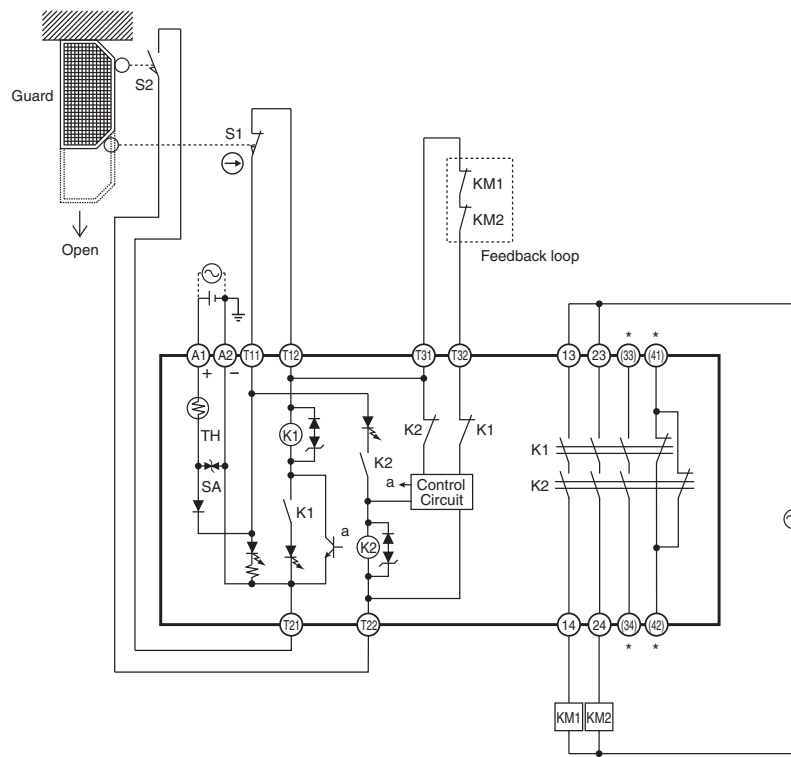 S1
S2
Guard
KM1
KM2
Open
Feedback loop
A1
A2
T11
T12
T31
T32
13
23
*
(33)
*
(41)
+
−
TH
K1
K2
K2
K1
K1
K2
SA
K1
a
a
Control
Circuit
K2
T21
T22
14
24
(34)
*
(42)
*
KM1
KM2